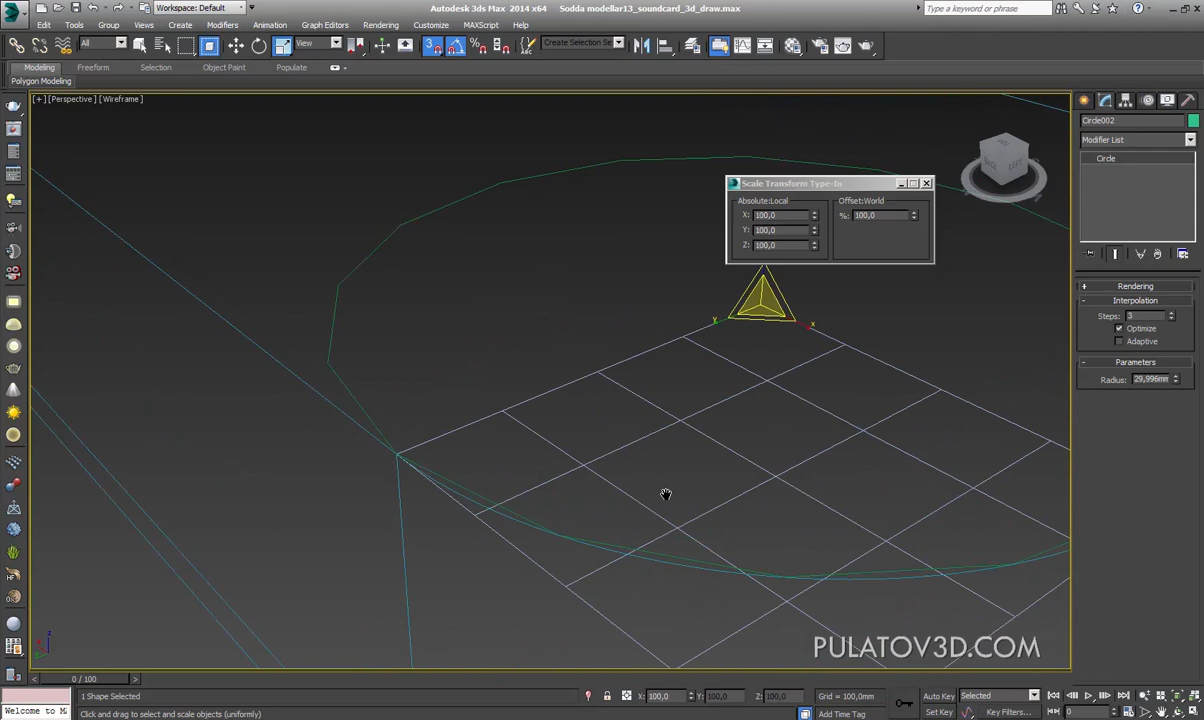 Workspace: Default
Autodesk 3ds Max 2014 x64 Sodda modellar13_soundcard_3d_draw.max
Type a keyword or phrase
Edit Tools Group Views Create Modifiers Animation Graph Editors Rendering Customize MAXScript Help
All View Create Selection Se
Modeling Freeform Selection Object Paint Populate
Polygon Modeling
[+] [Perspective] [Wireframe]
Circle002
Modifier List
Circle
Scale Transform Type-In
Absolute:Local Offset:World
X: 100,0 %: 100,0
Y: 100,0
Z: 100,0
Y
x
Rendering
Interpolation
Steps: 3
Optimize
Adaptive
Parameters
Radius: 29,996mm
PULATOV3D.COM
0 / 100
1 Shape Selected X: 100,0 Y: 100,0 Z: 100,0 Grid = 100,0mm Auto Key Selected
Welcome to M Click and drag to select and scale objects (uniformly) Add Time Tag Set Key Key Filters... 0